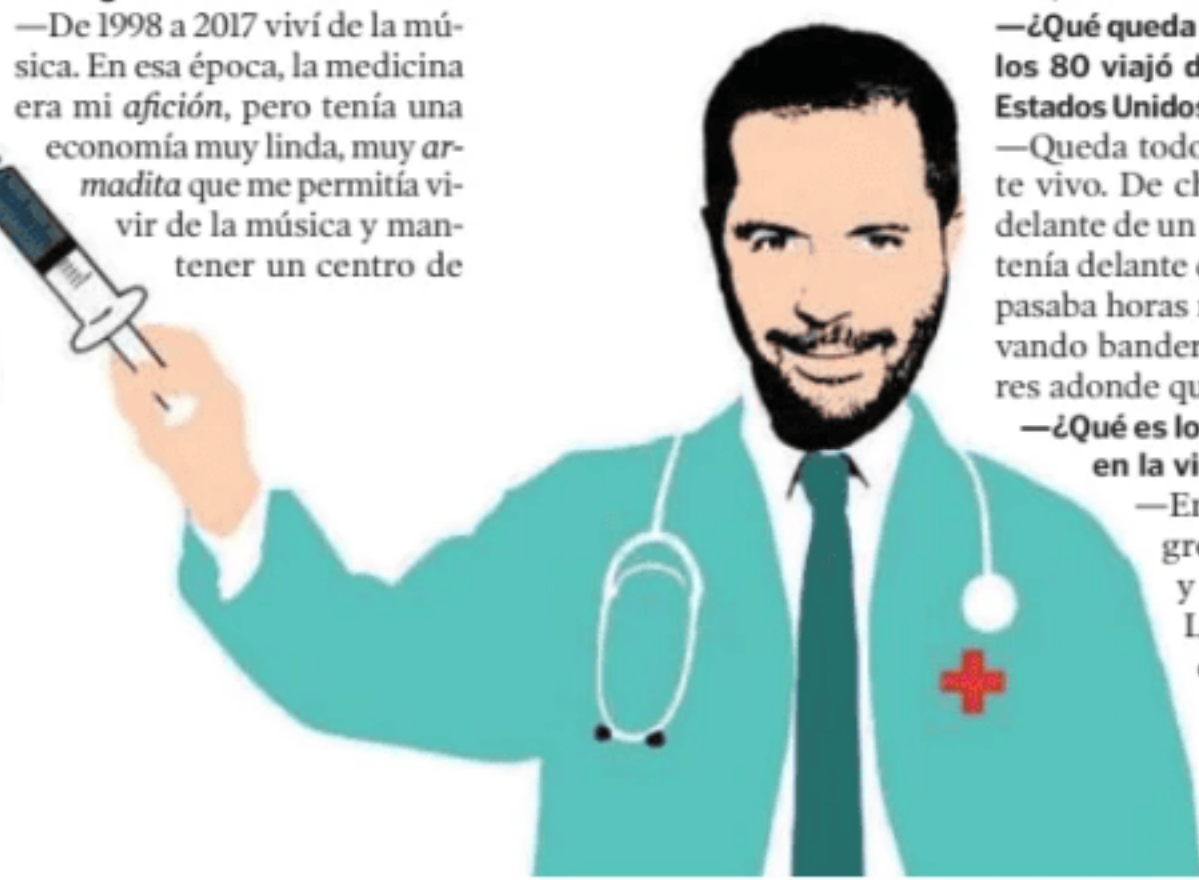 —De 1998 a 2017 viví de la mú-
sica. En esa época, la medicina
era mi afición, pero tenía una
economía muy linda, muy ar-
madita que me permitía vi-
vir de la música y man-
tener un centro de
—¿Qué queda
los 80 viajó d
Estados Unidos
—Queda todo
te vivo. De ch
delante de un
tenía delante
pasaba horas
vando bander
res adonde qu
—¿Qué es lo
en la vi
—En
gre
y
L